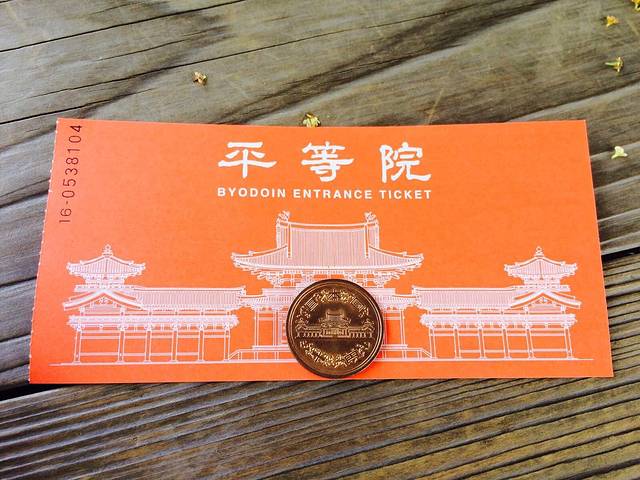 平等院
BYODOIN ENTRANCE TICKET
16-0538104